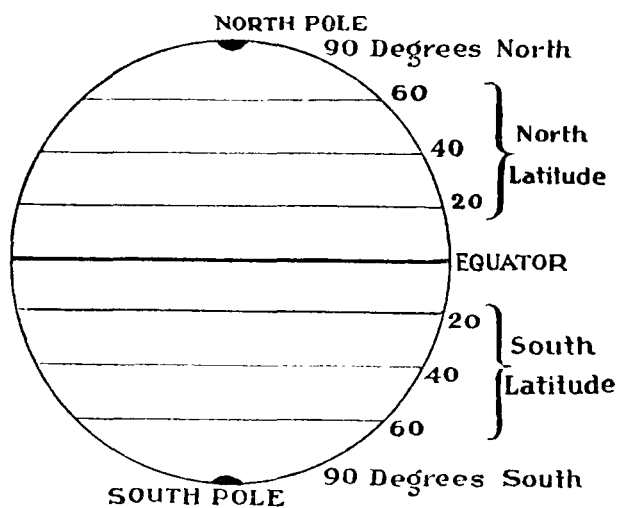 NORTH POLE
90 Degrees North
60
40
20
North
Latitude
EQUATOR
20
40
60
South
Latitude
90 Degrees South
SOUTH POLE